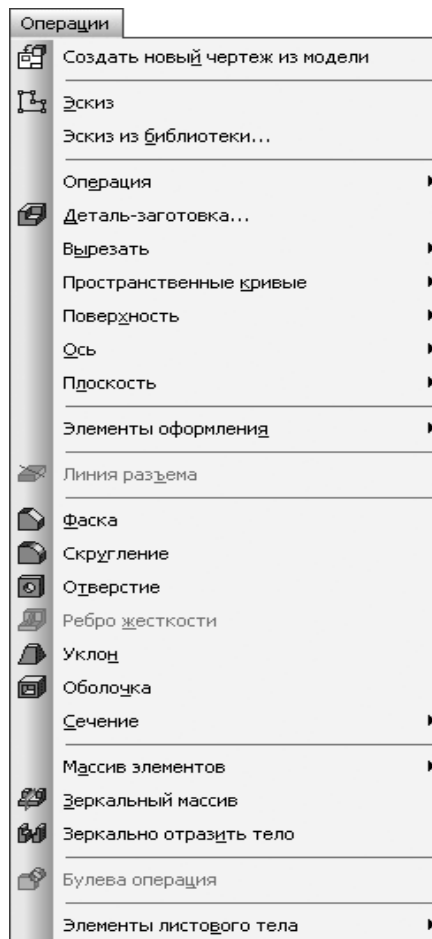 Операции
Создать новый чертеж из модели
Эскиз
Эскиз из библиотеки...
Операция
Деталь-заготовка...
Вырезать
Пространственные кривые
Поверхность
Ось
Плоскость
Элементы оформления
Линия разъема
Фаска
Скругление
Отверстие
Ребро жесткости
Уклон
Оболочка
Сечение
Массив элементов
Зеркальный массив
Зеркально отразить тело
Булева операция
Элементы листового тела